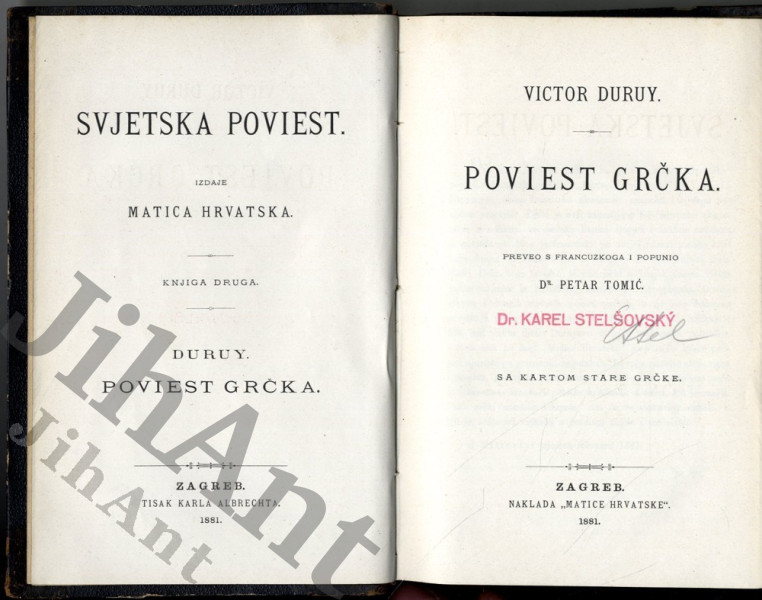 SVJETSKA POVIEST.
IZDAJE
MATICA HRVATSKA.
KNJIGA DRUGA.
DURUY.
POVIEST GRČKA.
ZAGREB.
TISAK KARLA ALBRECHTA.
1881.
VICTOR DURUY.
POVIEST GRČKA.
PREVEO S FRANCUZKOGA I POPUNIO
DR. PETAR TOMIĆ.
Dr. KAREL STELŠOVSKÝ
SA KARTOM STARE GRČKE.
ZAGREB.
NAKLADA „MATICE HRVATSKE“.
1881.
JihAnt
JihAnt